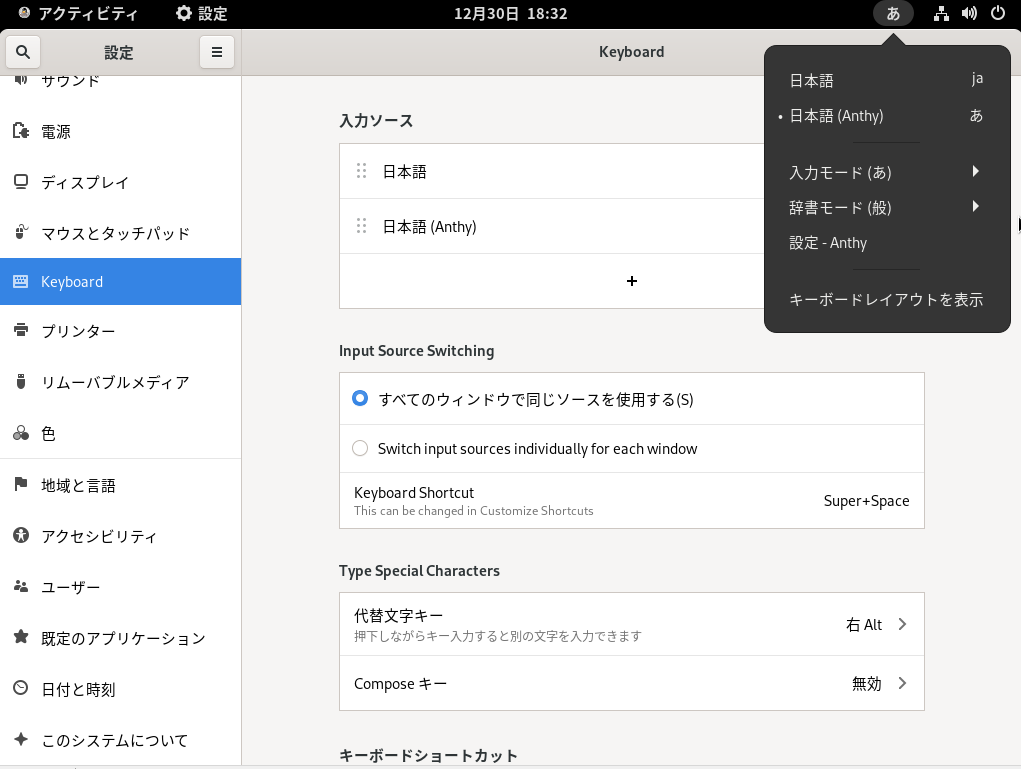 アクティビティ 設定 12月30日 18:32 あ
設定
Keyboard
サウンド
電源
ディスプレイ
マウスとタッチパッド
Keyboard
プリンター
リムーバブルメディア
色
地域と言語
アクセシビリティ
ユーザー
既定のアプリケーション
日付と時刻
このシステムについて
入力ソース
日本語
日本語 (Anthy)
+
Input Source Switching
すべてのウィンドウで同じソースを使用する(S)
Switch input sources individually for each window
Keyboard Shortcut
This can be changed in Customize Shortcuts
Super+Space
Type Special Characters
代替文字キー
押下しながらキー入力すると別の文字を入力できます
右 Alt
Compose キー
無効
キーボードショートカット
日本語 ja
• 日本語 (Anthy) あ
入力モード (あ)
辞書モード (般)
設定 - Anthy
キーボードレイアウトを表示